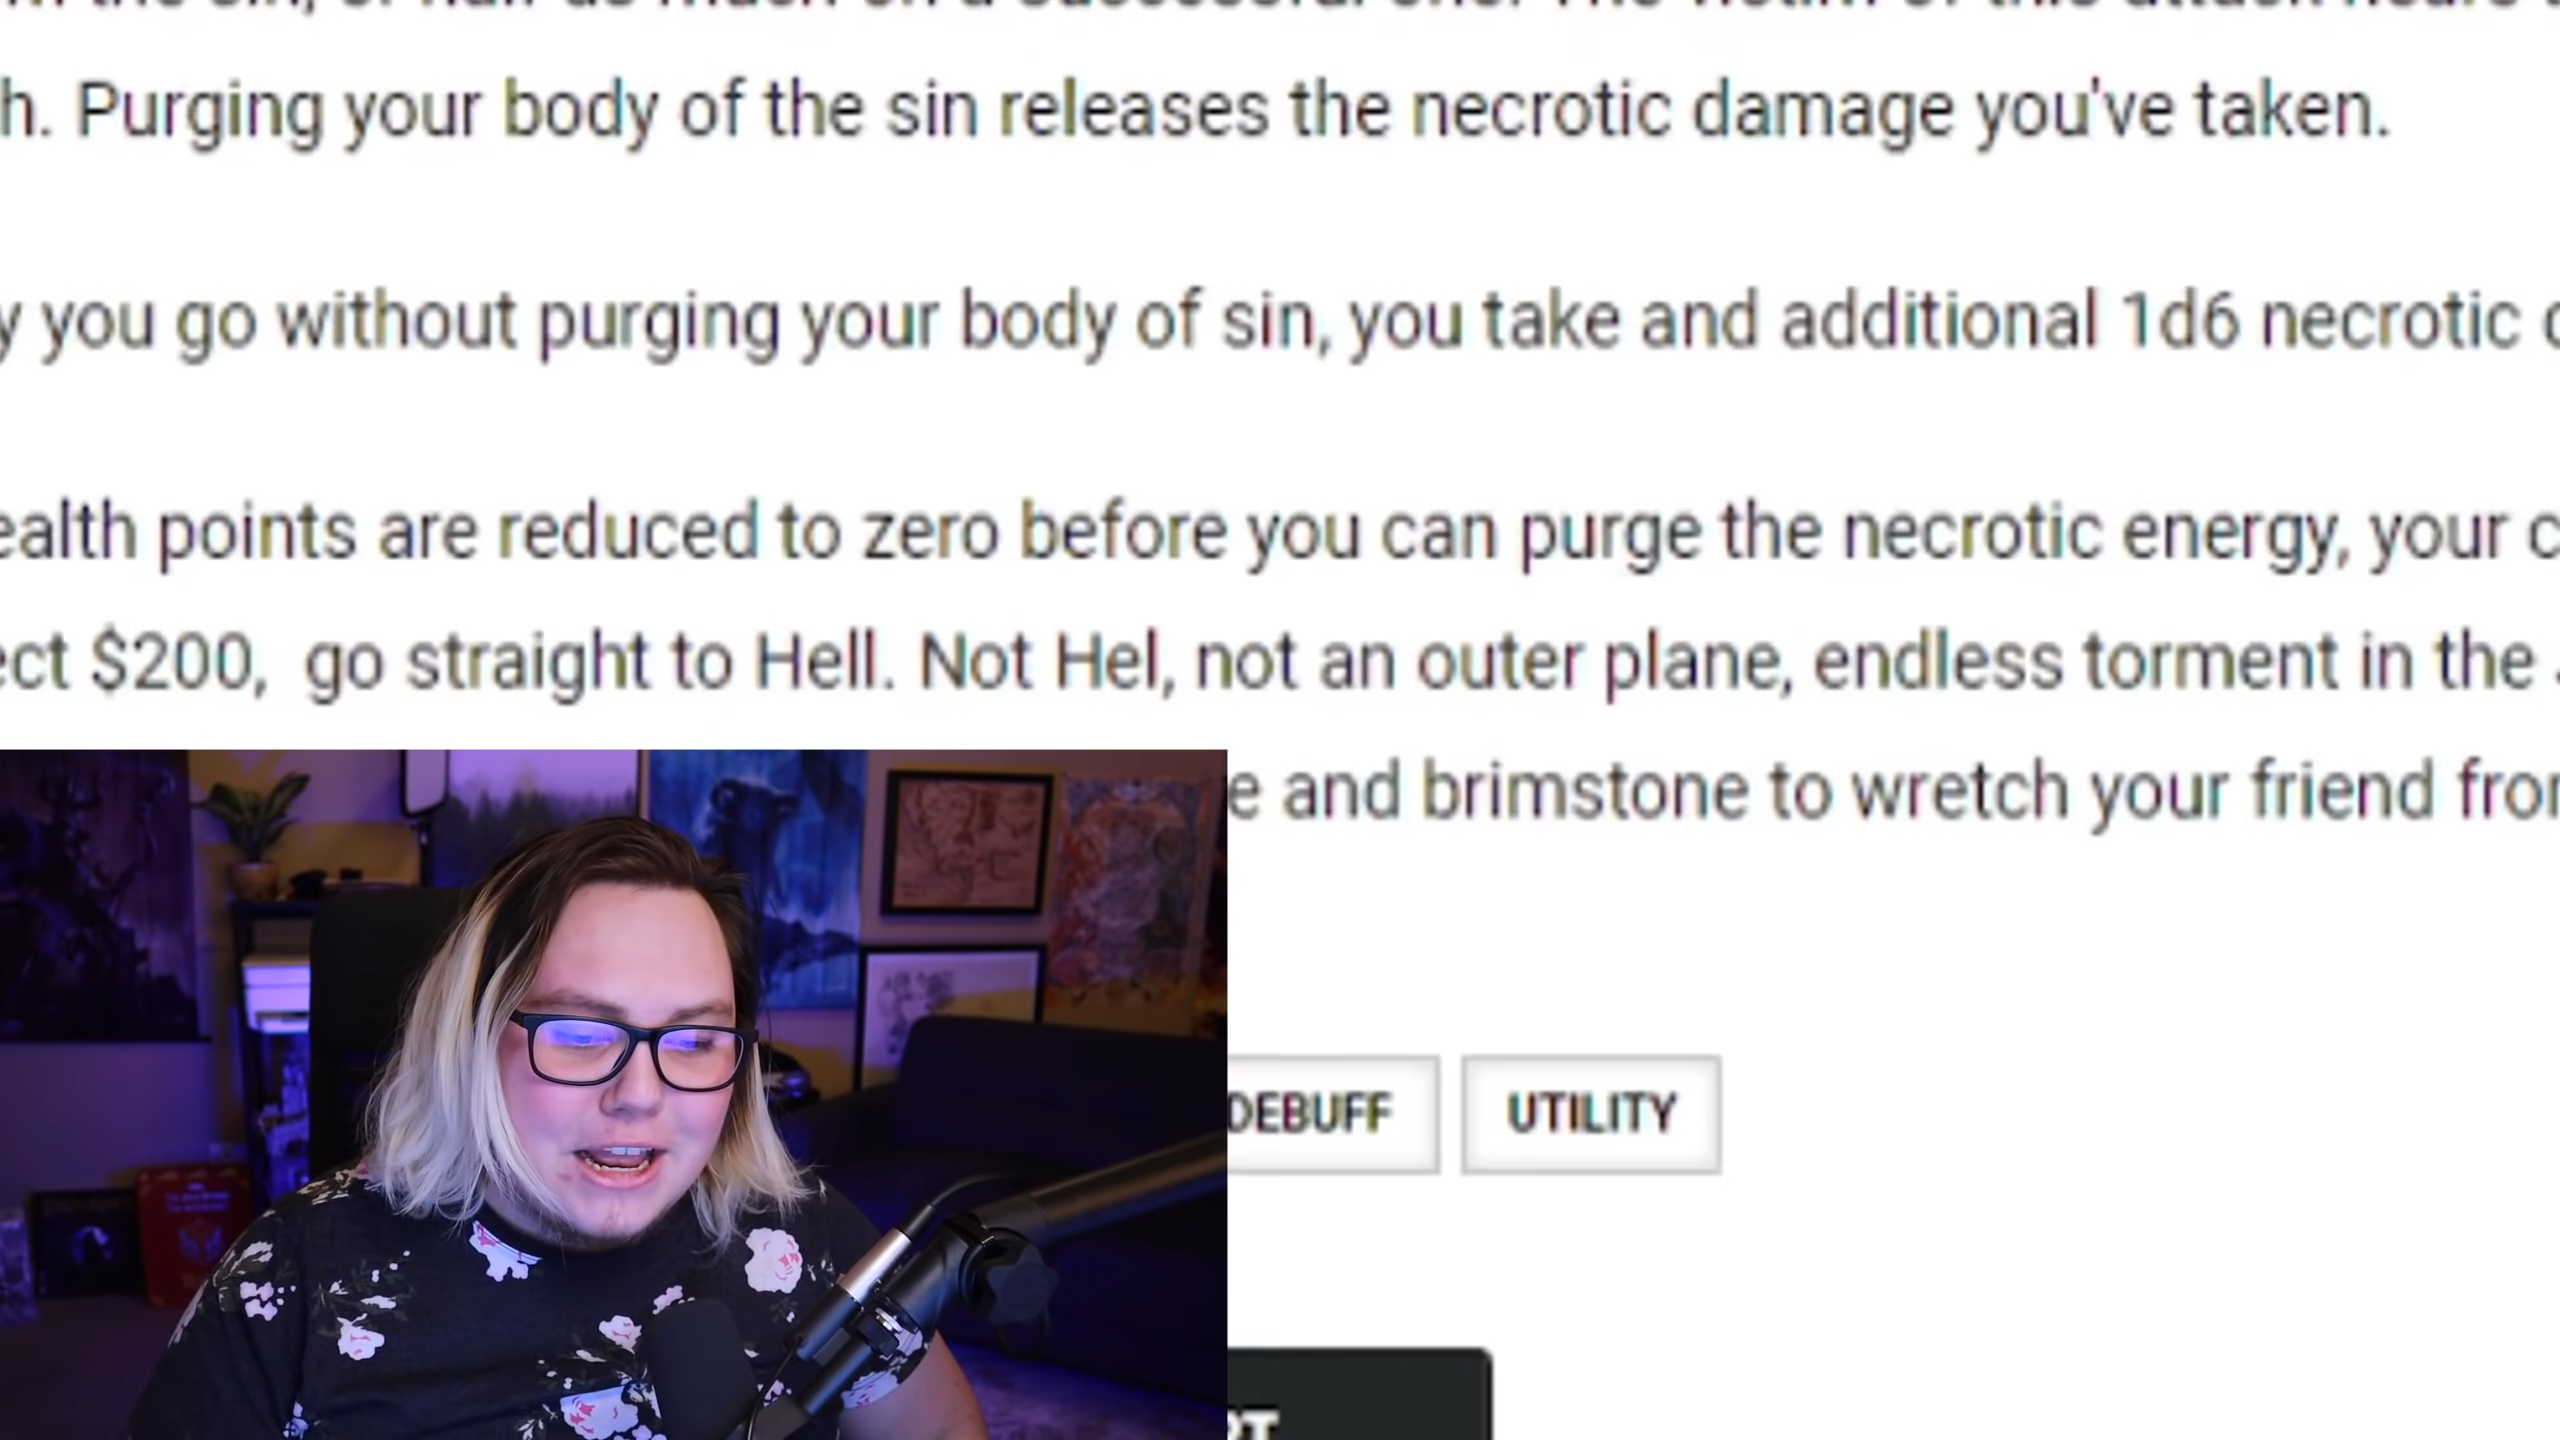 h. Purging your body of the sin releases the necrotic damage you've taken.
y you go without purging your body of sin, you take and additional 1d6 necrotic
ealth points are reduced to zero before you can purge the necrotic energy, your c
ect $200,  go straight to Hell. Not Hel, not an outer plane, endless torment in the
e and brimstone to wretch your friend from
DEBUFF
UTILITY